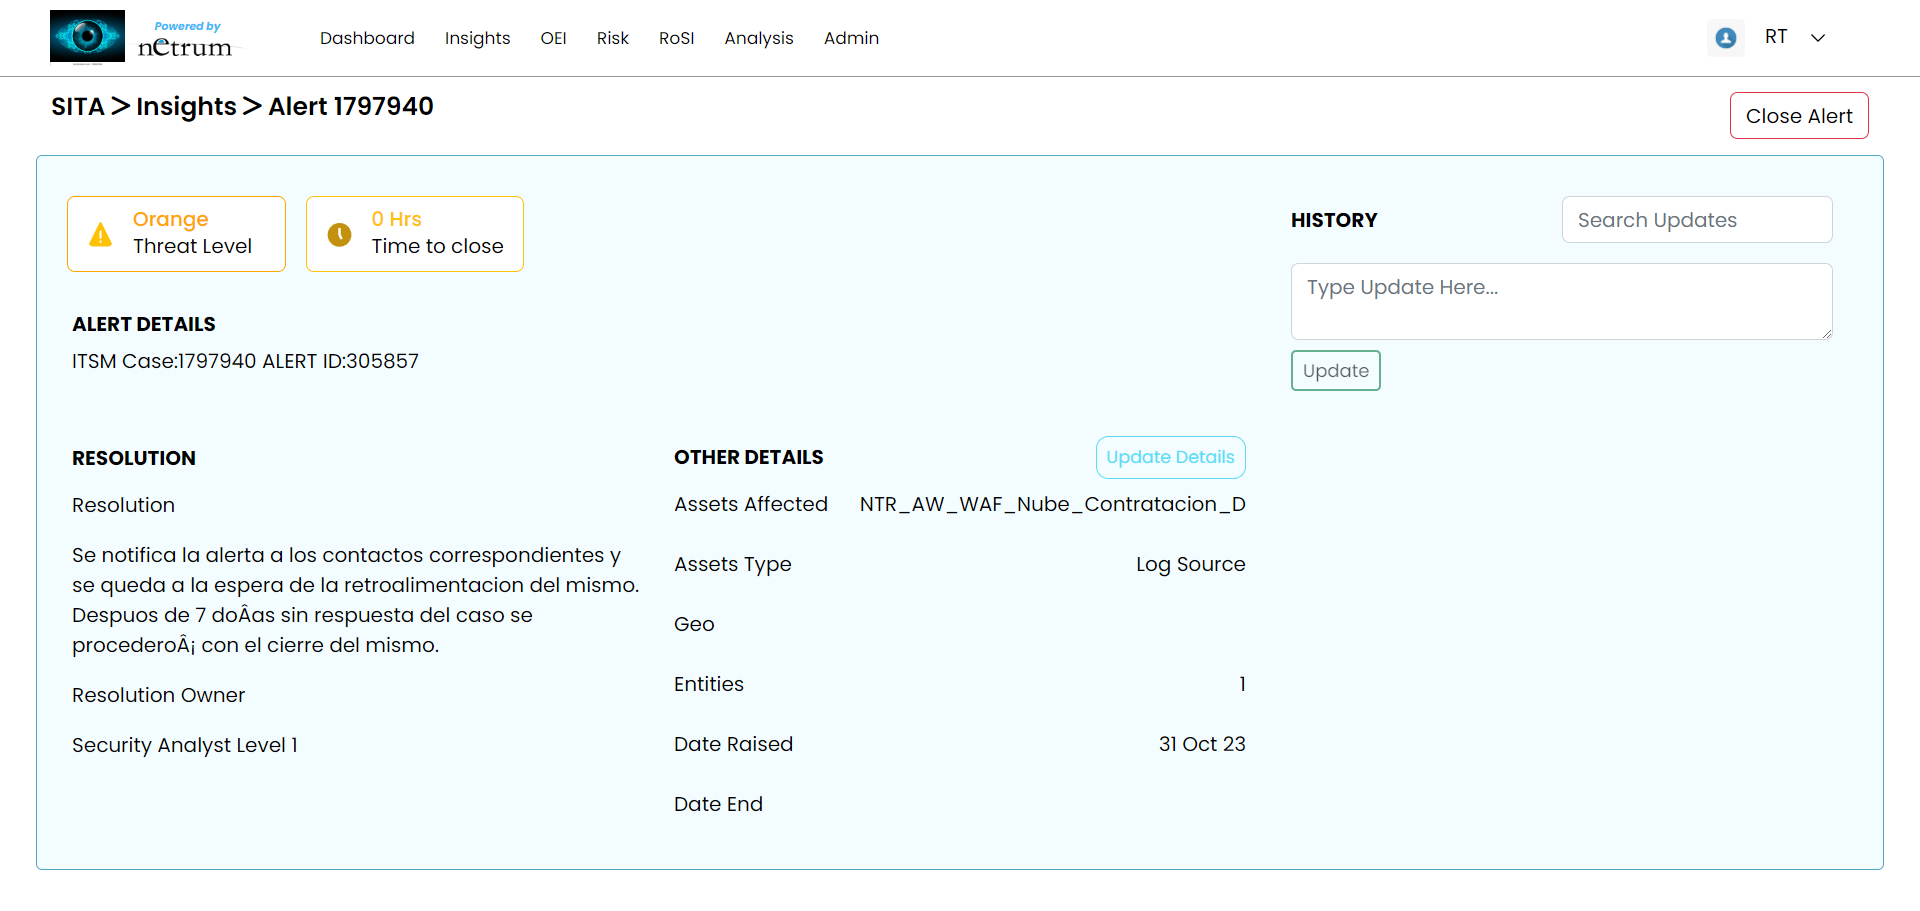 Powered by
netrum
Dashboard Insights OEI Risk RoSI Analysis Admin
RT
SITA > Insights > Alert 1797940
Close Alert
Orange
Threat Level
0 Hrs
Time to close
ALERT DETAILS
ITSM Case:1797940 ALERT ID:305857
RESOLUTION
Resolution
Se notifica la alerta a los contactos correspondientes y
se queda a la espera de la retroalimentacion del mismo.
Despuos de 7 doÂas sin respuesta del caso se
procederoÂ¡ con el cierre del mismo.
Resolution Owner
Security Analyst Level 1
OTHER DETAILS
Update Details
Assets Affected NTR_AW_WAF_Nube_Contratacion_D
Assets Type Log Source
Geo
Entities 1
Date Raised 31 Oct 23
Date End
HISTORY
Search Updates
Type Update Here...
Update